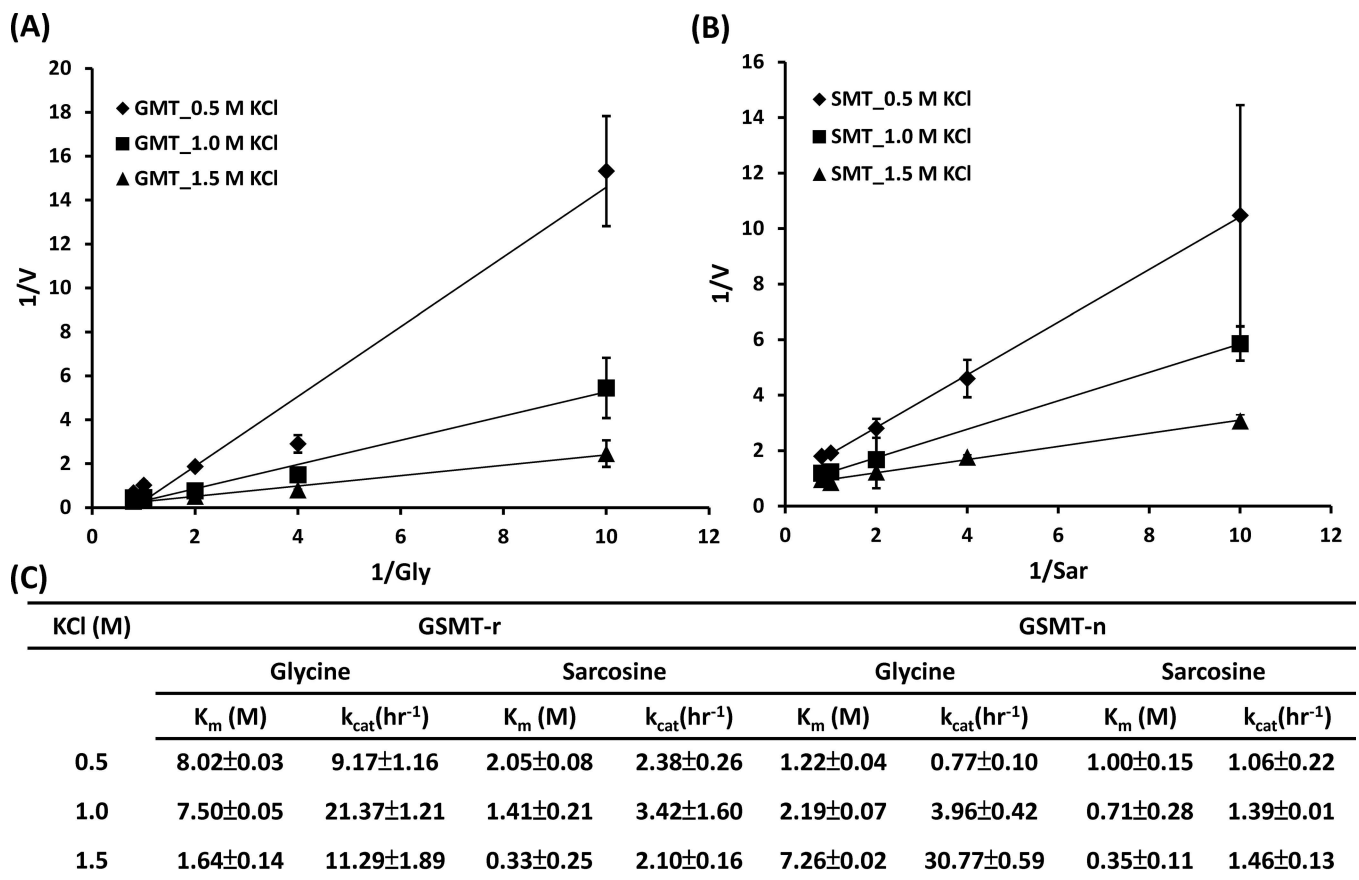 (A)
20
18
16
14
12
10
8
6
4
2
0
1/V
GMT_0.5 M KCl
GMT_1.0 M KCl
GMT_1.5 M KCl
0 2 4 6 8 10 12
1/Gly
(B)
16
14
12
10
8
6
4
2
0
1/V
SMT_0.5 M KCl
SMT_1.0 M KCl
SMT_1.5 M KCl
0 2 4 6 8 10 12
1/Sar
(C)
KCl (M) GSMT-r GSMT-n
Glycine Sarcosine Glycine Sarcosine
Km (M) kcat(hr-1) Km (M) kcat(hr-1) Km (M) kcat(hr-1) Km (M) kcat(hr-1)
0.5 8.02±0.03 9.17±1.16 2.05±0.08 2.38±0.26 1.22±0.04 0.77±0.10 1.00±0.15 1.06±0.22
1.0 7.50±0.05 21.37±1.21 1.41±0.21 3.42±1.60 2.19±0.07 3.96±0.42 0.71±0.28 1.39±0.01
1.5 1.64±0.14 11.29±1.89 0.33±0.25 2.10±0.16 7.26±0.02 30.77±0.59 0.35±0.11 1.46±0.13